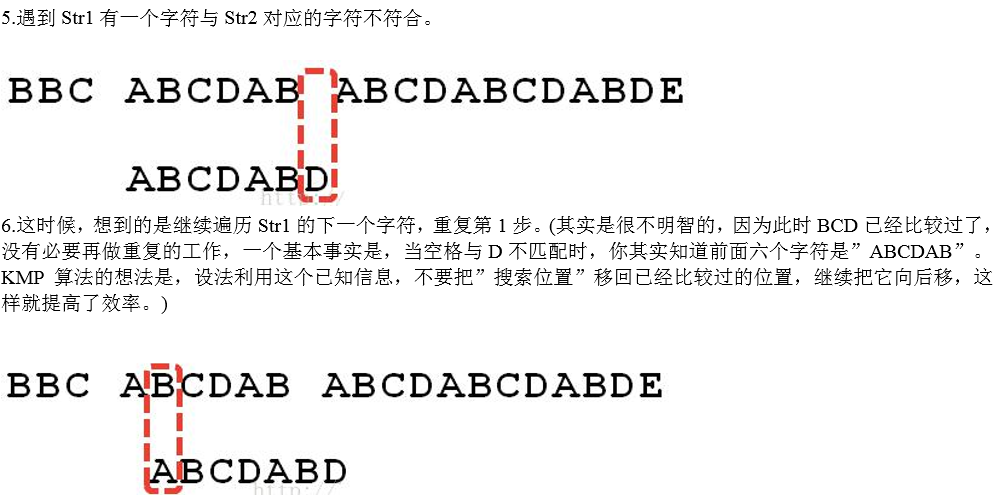 5.遇到 Str1 有一个字符与 Str2 对应的字符不符合。
BBC ABCDAB ABCDABCDABDE
ABCDABD
http://
6.这时候，想到的是继续遍历 Str1 的下一个字符，重复第 1 步。(其实是很不明智的，因为此时 BCD 已经比较过了，
没有必要再做重复的工作，一个基本事实是，当空格与 D 不匹配时，你其实知道前面六个字符是”ABCDAB”。
KMP 算法的想法是，设法利用这个已知信息，不要把”搜索位置”移回已经比较过的位置，继续把它向后移，这
样就提高了效率。)
BBC ABCDAB ABCDABCDABDE
ABCDABD
http://